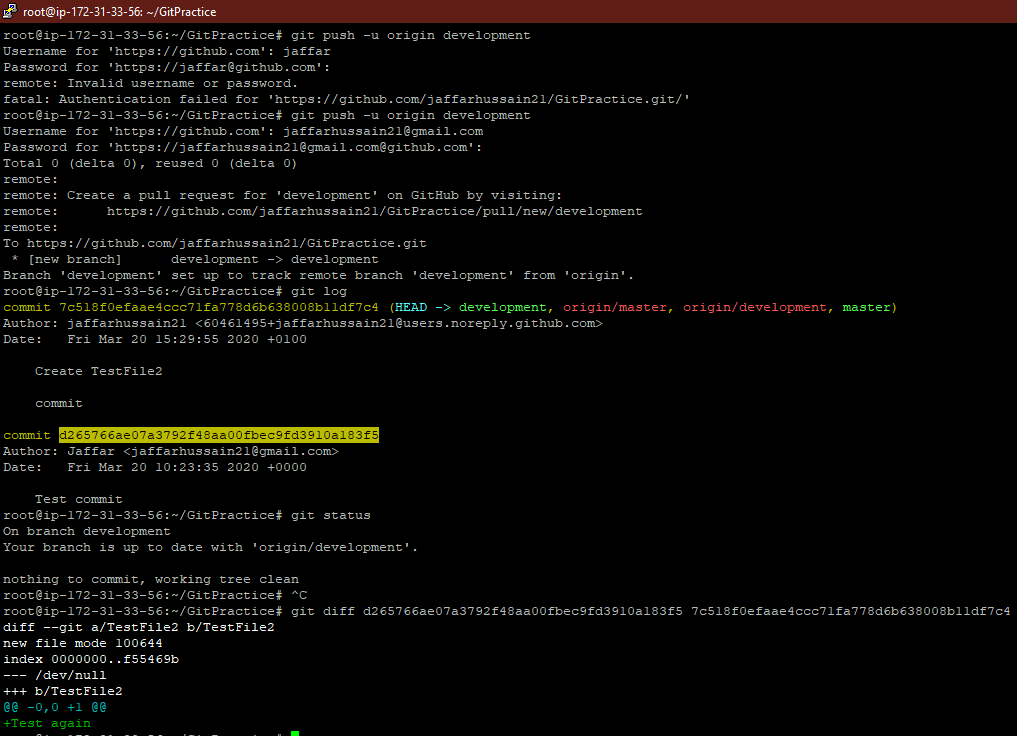 root@ip-172-31-33-56: ~/GitPractice
root@ip-172-31-33-56:~/GitPractice# git push -u origin development
Username for 'https://github.com': jaffar
Password for 'https://jaffar@github.com':
remote: Invalid username or password.
fatal: Authentication failed for 'https://github.com/jaffarhussain21/GitPractice.git/'
root@ip-172-31-33-56:~/GitPractice# git push -u origin development
Username for 'https://github.com': jaffarhussain21@gmail.com
Password for 'https://jaffarhussain21@gmail.com@github.com':
Total 0 (delta 0), reused 0 (delta 0)
remote:
remote: Create a pull request for 'development' on GitHub by visiting:
remote:      https://github.com/jaffarhussain21/GitPractice/pull/new/development
remote:
To https://github.com/jaffarhussain21/GitPractice.git
 * [new branch]      development -> development
Branch 'development' set up to track remote branch 'development' from 'origin'.
root@ip-172-31-33-56:~/GitPractice# git log
commit 7c518f0efaae4ccc71fa778d6b638008b11df7c4 (HEAD -> development, origin/master, origin/development, master)
Author: jaffarhussain21 <60461495+jaffarhussain21@users.noreply.github.com>
Date:   Fri Mar 20 15:29:55 2020 +0100
    Create TestFile2
    commit
commit d265766ae07a3792f48aa00fbec9fd3910a183f5
Author: Jaffar <jaffarhussain21@gmail.com>
Date:   Fri Mar 20 10:23:35 2020 +0000
    Test commit
root@ip-172-31-33-56:~/GitPractice# git status
On branch development
Your branch is up to date with 'origin/development'.
nothing to commit, working tree clean
root@ip-172-31-33-56:~/GitPractice# ^C
root@ip-172-31-33-56:~/GitPractice# git diff d265766ae07a3792f48aa00fbec9fd3910a183f5 7c518f0efaae4ccc71fa778d6b638008b11df7c4
diff --git a/TestFile2 b/TestFile2
new file mode 100644
index 0000000..f55469b
--- /dev/null
+++ b/TestFile2
@@ -0,0 +1 @@
+Test again